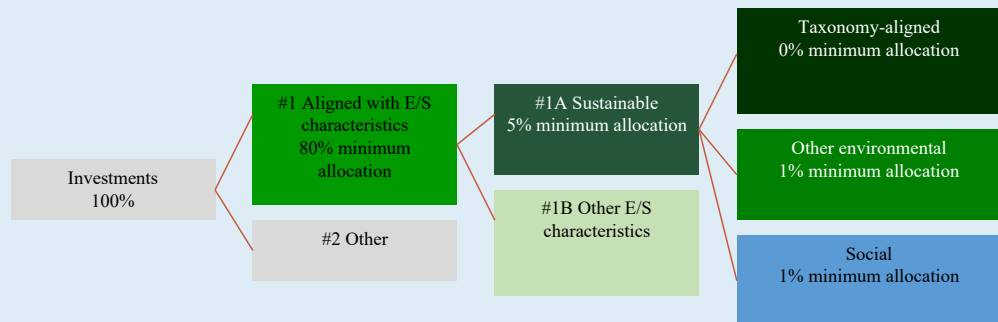 Investments
100%
#1 Aligned with E/S
characteristics
80% minimum
allocation
#2 Other
#1A Sustainable
5% minimum allocation
#1B Other E/S
characteristics
Taxonomy-aligned
0% minimum allocation
Other environmental
1% minimum allocation
Social
1% minimum allocation